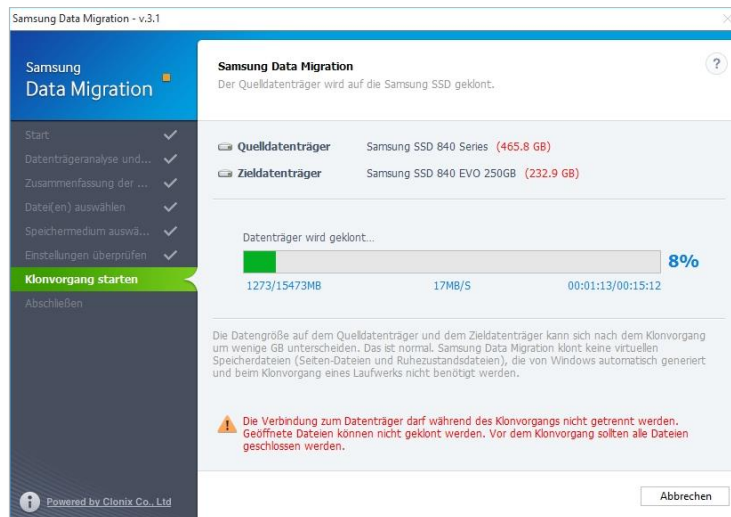 Samsung Data Migration - v.3.1
Samsung
Data Migration
Start
Datenträgeranalyse und...
Zusammenfassung der ...
Datei(en) auswählen
Speichermedium auswä...
Einstellungen überprüfen
Klonvorgang starten
Abschließen
Powered by Clonix Co., Ltd
Samsung Data Migration
Der Quelldatenträger wird auf die Samsung SSD geklont.
?
Quelldatenträger Samsung SSD 840 Series (465.8 GB)
Zieldatenträger Samsung SSD 840 EVO 250GB (232.9 GB)
Datenträger wird geklont...
8%
1273/15473MB 17MB/S 00:01:13/00:15:12
Die Datengröße auf dem Quelldatenträger und dem Zieldatenträger kann sich nach dem Klonvorgang
um wenige GB unterscheiden. Das ist normal. Samsung Data Migration klont keine virtuellen
Speicherdateien (Seiten-Dateien und Ruhezustandsdateien), die von Windows automatisch generiert
und beim Klonvorgang eines Laufwerks nicht benötigt werden.
Die Verbindung zum Datenträger darf während des Klonvorgangs nicht getrennt werden.
Geöffnete Dateien können nicht geklont werden. Vor dem Klonvorgang sollten alle Dateien
geschlossen werden.
Abbrechen